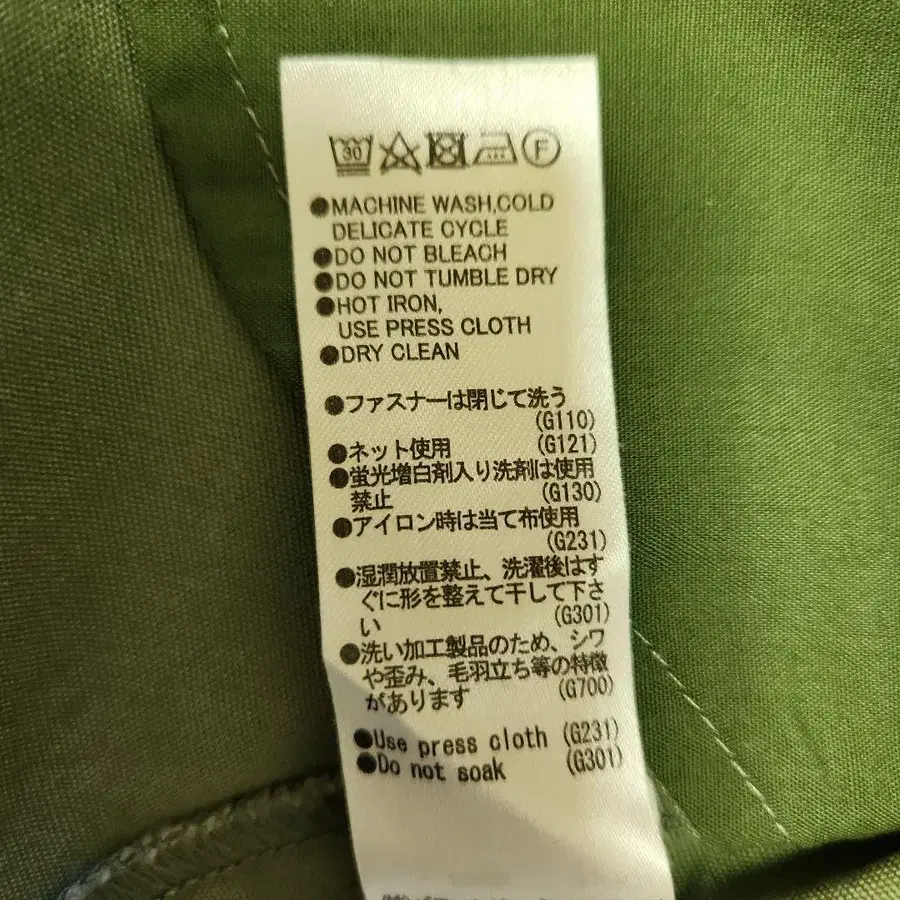 30 F
●MACHINE WASH,COLD
DELICATE CYCLE
●DO NOT BLEACH
●DO NOT TUMBLE DRY
●HOT IRON,
USE PRESS CLOTH
●DRY CLEAN
●ファスナーは閉じて洗う
(G110)
●ネット使用 (G121)
●蛍光増白剤入り洗剤は使用
禁止 (G130)
●アイロン時は当て布使用
(G231)
●湿潤放置禁止、洗濯後はす
ぐに形を整えて干して下さ
い (G301)
●洗い加工製品のため、シワ
や歪み、毛羽立ち等の特徴
があります (G700)
●Use press cloth (G231)
●Do not soak (G301)